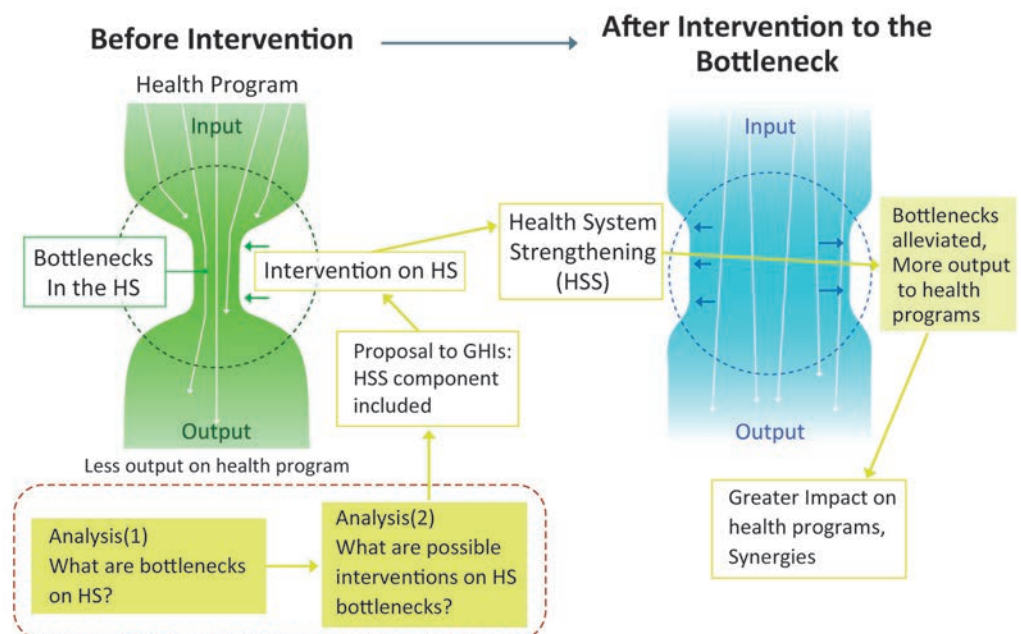 Before Intervention
After Intervention to the
Bottleneck
Health Program
Input
Bottlenecks
In the HS
Intervention on HS
Proposal to GHIs:
HSS component
included
Output
Less output on health program
Analysis(1)
What are bottlenecks
on HS?
Analysis(2)
What are possible
interventions on HS
bottlenecks?
Health System
Strengthening
(HSS)
Input
Output
Bottlenecks
alleviated,
More output
to health
programs
Greater Impact on
health programs,
Synergies